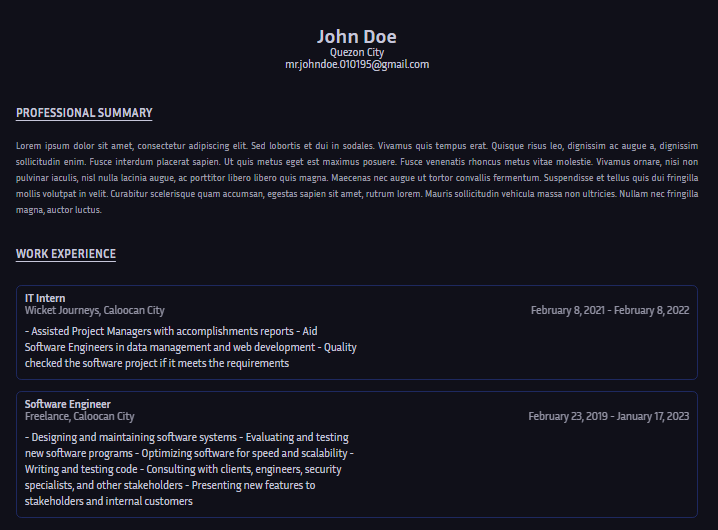 John Doe
Quezon City
mr.johndoe.010195@gmail.com
PROFESSIONAL SUMMARY
Lorem ipsum dolor sit amet, consectetur adipiscing elit. Sed lobortis et dui in sodales. Vivamus quis tempus erat. Quisque risus leo, dignissim ac augue a, dignissim
sollicitudin enim. Fusce interdum placerat sapien. Ut quis metus eget est maximus posuere. Fusce venenatis rhoncus metus vitae molestie. Vivamus ornare, nisi non
pulvinar iaculis, nisl nulla lacinia augue, ac porttitor libero libero quis magna. Maecenas nec augue ut tortor convallis fermentum. Suspendisse et tellus quis dui fringilla
mollis volutpat in velit. Curabitur scelerisque quam accumsan, egestas sapien sit amet, rutrum lorem. Mauris sollicitudin vehicula massa non ultricies. Nullam nec fringilla
magna, auctor luctus.
WORK EXPERIENCE
IT Intern
Wicket Journeys, Caloocan City February 8, 2021 - February 8, 2022
- Assisted Project Managers with accomplishments reports - Aid
Software Engineers in data management and web development - Quality
checked the software project if it meets the requirements
Software Engineer
Freelance, Caloocan City February 23, 2019 - January 17, 2023
- Designing and maintaining software systems - Evaluating and testing
new software programs - Optimizing software for speed and scalability -
Writing and testing code - Consulting with clients, engineers, security
specialists, and other stakeholders - Presenting new features to
stakeholders and internal customers